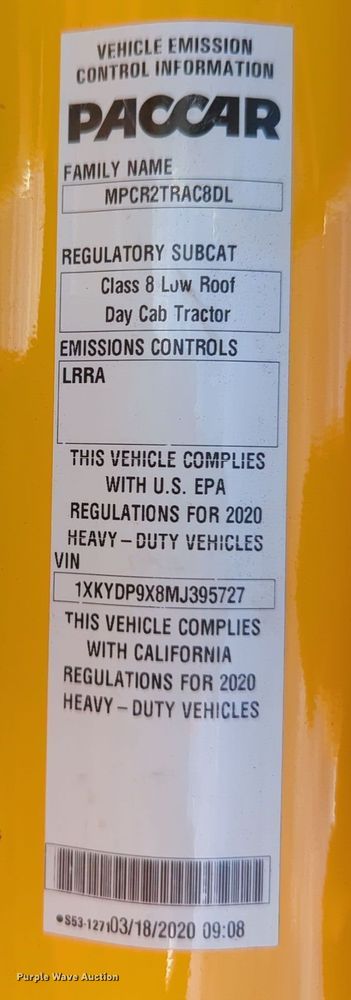 VEHICLE EMISSION
CONTROL INFORMATION
PACCAR
FAMILY NAME
MPCR2TRAC8DL
REGULATORY SUBCAT
Class 8 Low Roof
Day Cab Tractor
EMISSIONS CONTROLS
LRRA
THIS VEHICLE COMPLIES
WITH U.S. EPA
REGULATIONS FOR 2020
HEAVY – DUTY VEHICLES
VIN
1XKYDP9X8MJ395727
THIS VEHICLE COMPLIES
WITH CALIFORNIA
REGULATIONS FOR 2020
HEAVY – DUTY VEHICLES
S53-1271 03/18/2020 09:08
Purple Wave Auction